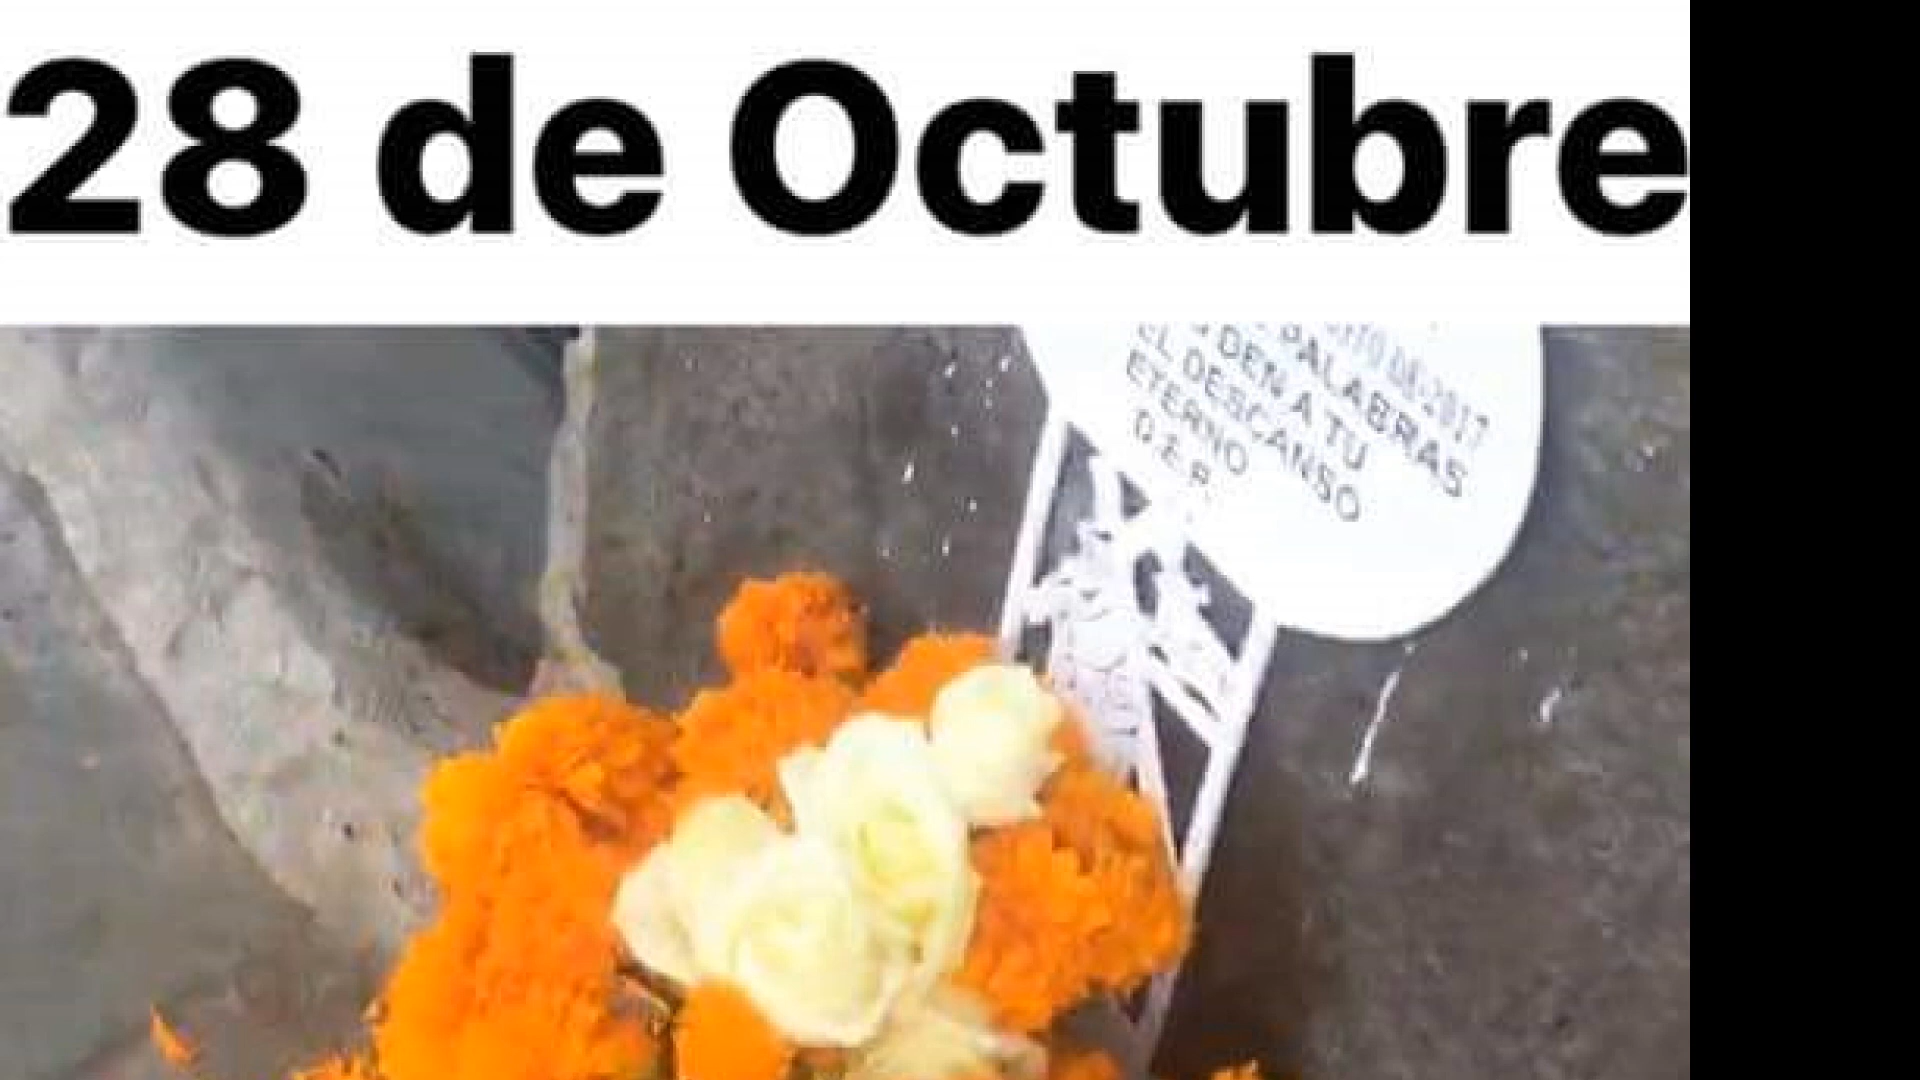 28 de Octubre
PALABRAS
DEN A TU
EL DESCANSO
ETERNO
D.E.P.